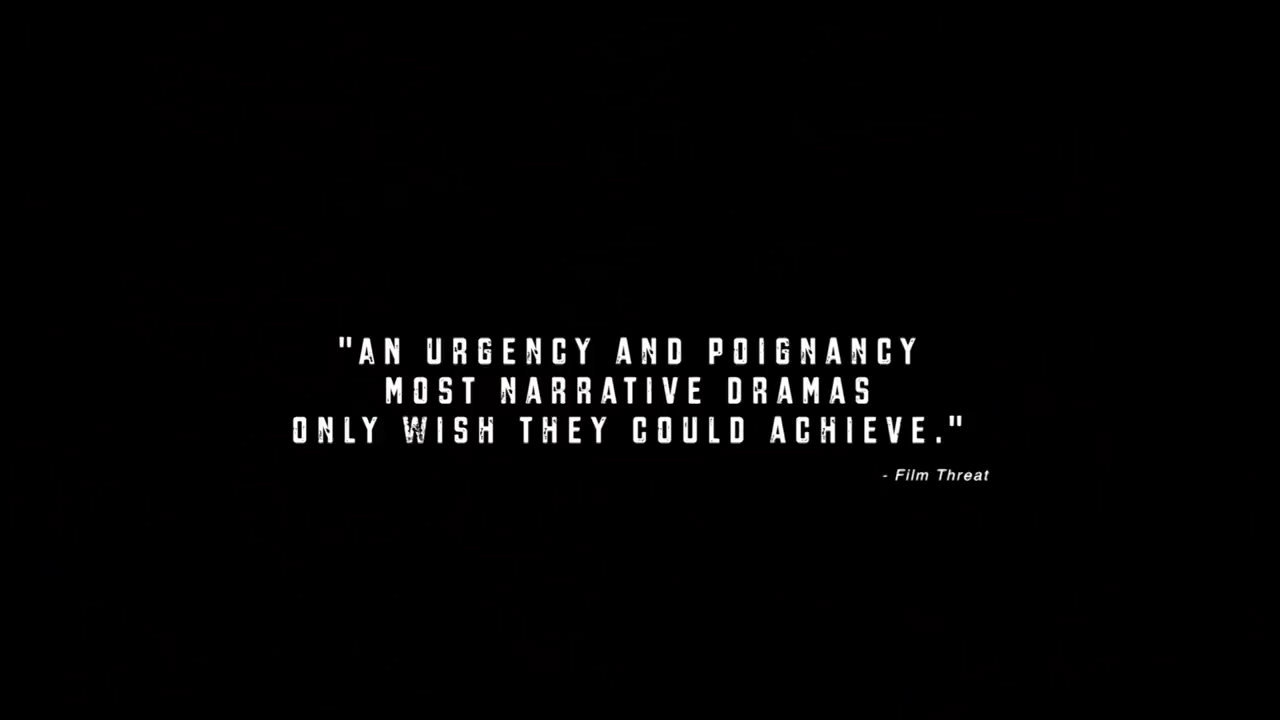 "AN URGENCY AND POIGNANCY
MOST NARRATIVE DRAMAS
ONLY WISH THEY COULD ACHIEVE."
- Film Threat